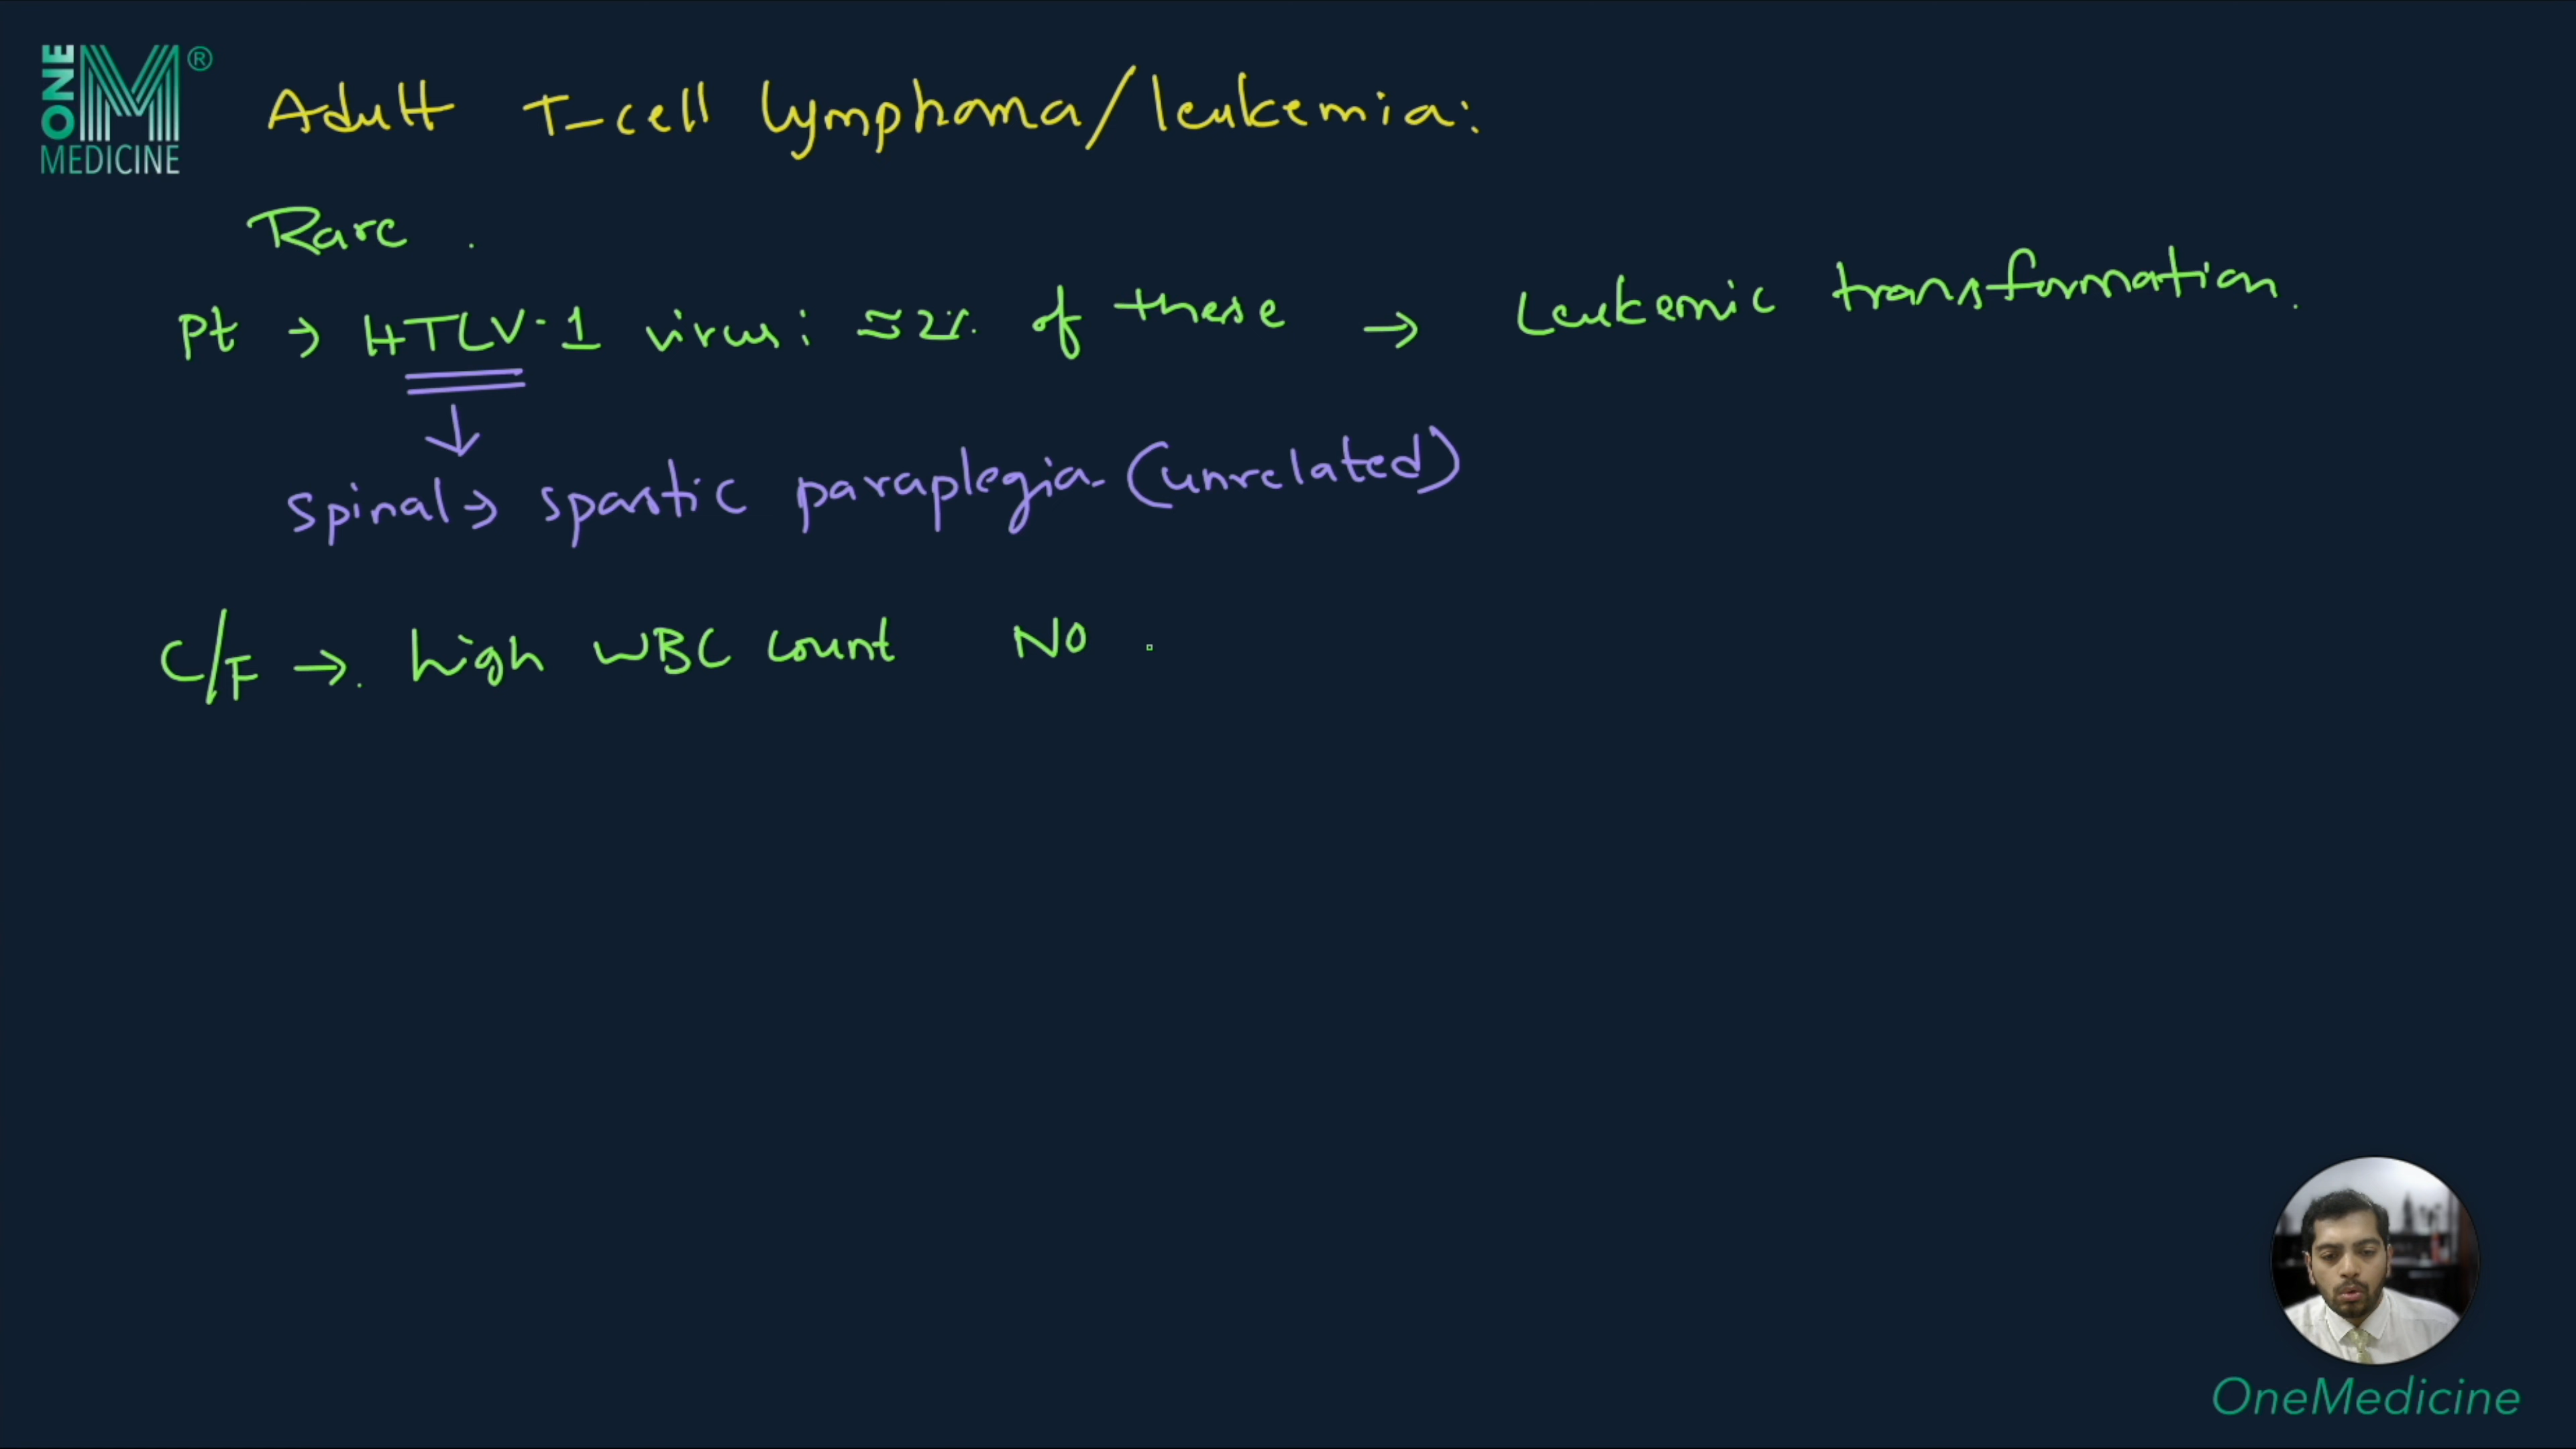 ONE M ®
MEDICINE
Adult T-cell lymphoma/leukemia:
Rare .
Pt → HTLV-1 virus: ≈2% of these → Leukemic transformation.
↓
spinal→ spastic paraplegia- (unrelated)
C/F →. high WBC count NO
OneMedicine